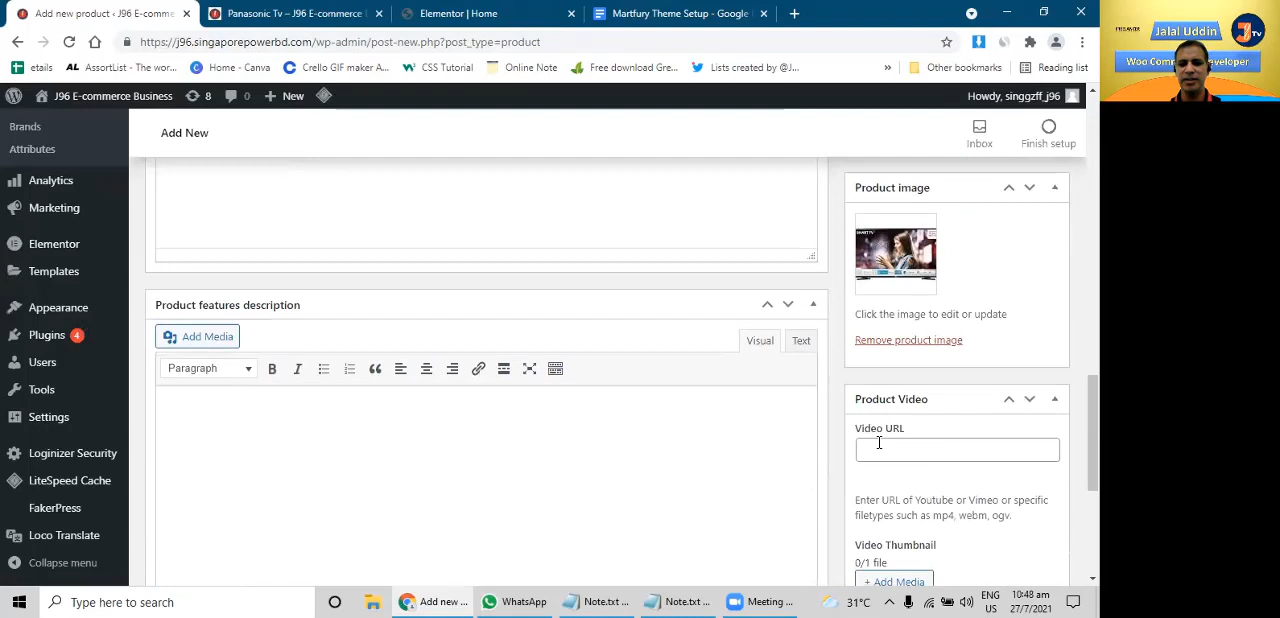 Add new product ‹ J96 E-comme
Panasonic Tv – J96 E-commerce
Elementor | Home
Martfury Theme Setup - Google
https://j96.singaporepowerbd.com/wp-admin/post-new.php?post_type=product
etails
AssortList - The wor...
Home - Canva
Crello GIF maker A...
CSS Tutorial
Online Note
Free download Gre...
Lists created by @J...
»
Other bookmarks
Reading list
J96 E-commerce Business
8
0
+ New
Howdy, singgzff_j96
Brands
Attributes
Analytics
Marketing
Elementor
Templates
Appearance
Plugins 4
Users
Tools
Settings
Loginizer Security
LiteSpeed Cache
FakerPress
Loco Translate
Collapse menu
Add New
Inbox
Finish setup
Product features description
Add Media
Visual
Text
Paragraph
B
I
Product image
Click the image to edit or update
Remove product image
Product Video
Video URL
Enter URL of Youtube or Vimeo or specific
filetypes such as mp4, webm, ogv.
Video Thumbnail
0/1 file
+ Add Media
Type here to search
Add new ...
WhatsApp
Note.txt ...
Note.txt ...
Meeting ...
31°C
ENG
US
10:48 am
27/7/2021
Jalal Uddin
TV
Woo Comm
Developer